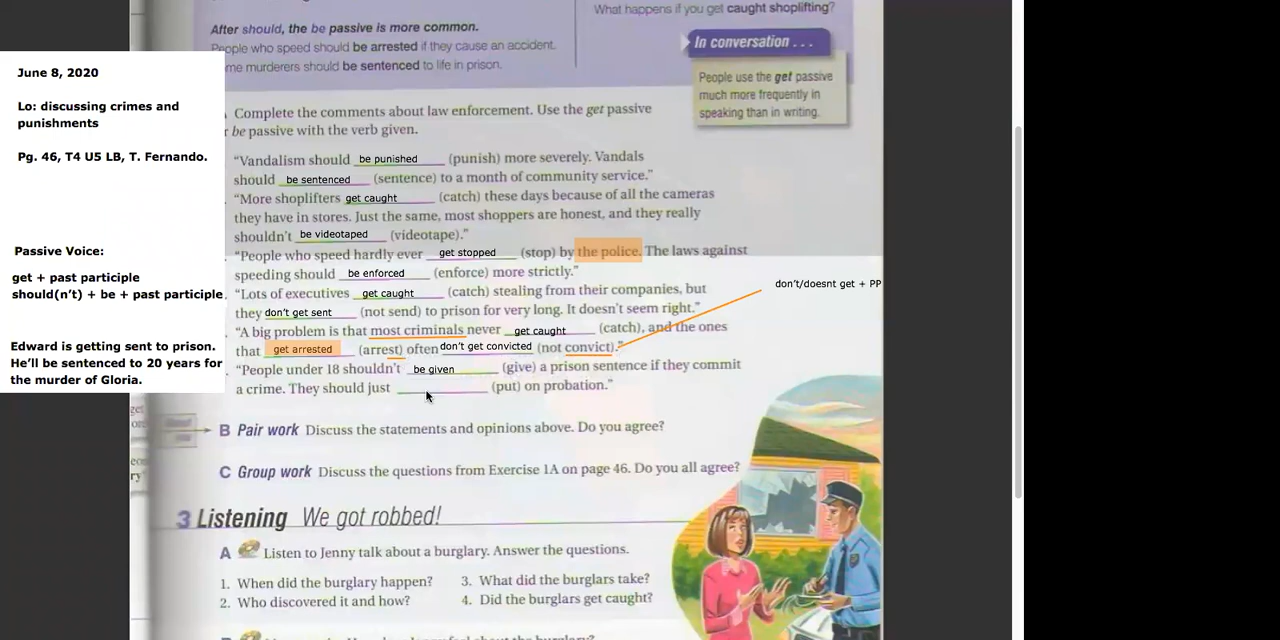 What happens if you get caught shoplifting?
After should, the be passive is more common.
People who speed should be arrested if they cause an accident.
me murderers should be sentenced to life in prison.
In conversation . . .
People use the get passive
much more frequently in
speaking than in writing.
June 8, 2020
Lo: discussing crimes and
punishments
Pg. 46, T4 U5 LB, T. Fernando.
Passive Voice:
get + past participle
should(n't) + be + past participle
Edward is getting sent to prison.
He'll be sentenced to 20 years for
the murder of Gloria.
Complete the comments about law enforcement. Use the get passive
r be passive with the verb given.
"Vandalism should be punished (punish) more severely. Vandals
should be sentenced (sentence) to a month of community service."
"More shoplifters get caught (catch) these days because of all the cameras
they have in stores. Just the same, most shoppers are honest, and they really
shouldn't be videotaped (videotape)."
"People who speed hardly ever get stopped (stop) by the police. The laws against
speeding should be enforced (enforce) more strictly."
"Lots of executives get caught (catch) stealing from their companies, but
they don't get sent (not send) to prison for very long. It doesn't seem right."
"A big problem is that most criminals never get caught (catch), and the ones
that get arrested (arrest) often don't get convicted (not convict)."
don't/doesnt get + PP
"People under 18 shouldn't be given (give) a prison sentence if they commit
a crime. They should just (put) on probation."
B Pair work Discuss the statements and opinions above. Do you agree?
C Group work Discuss the questions from Exercise 1A on page 46. Do you all agree?
3 Listening We got robbed!
A Listen to Jenny talk about a burglary. Answer the questions.
1. When did the burglary happen?
2. Who discovered it and how?
3. What did the burglars take?
4. Did the burglars get caught?